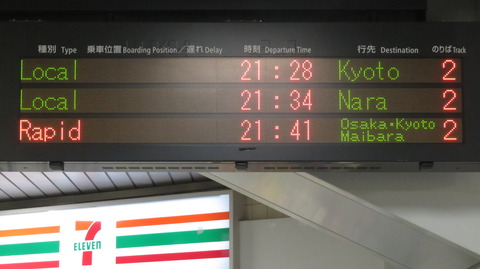 種別 Type 乗車位置 Boarding Position／遅れ Delay 時刻 Departure Time 行先 Destination のりば Track
Local 21:28 Kyoto 2
Local 21:34 Nara 2
Rapid 21:41 Osaka・Kyoto Maibara 2
7
ELEVEN